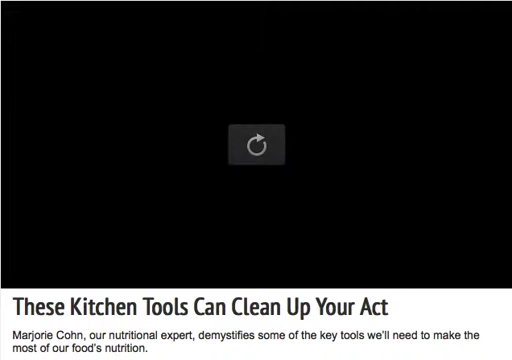 These Kitchen Tools Can Clean Up Your Act
Marjorie Cohn, our nutritional expert, demystifies some of the key tools we'll need to make the
most of our food's nutrition.